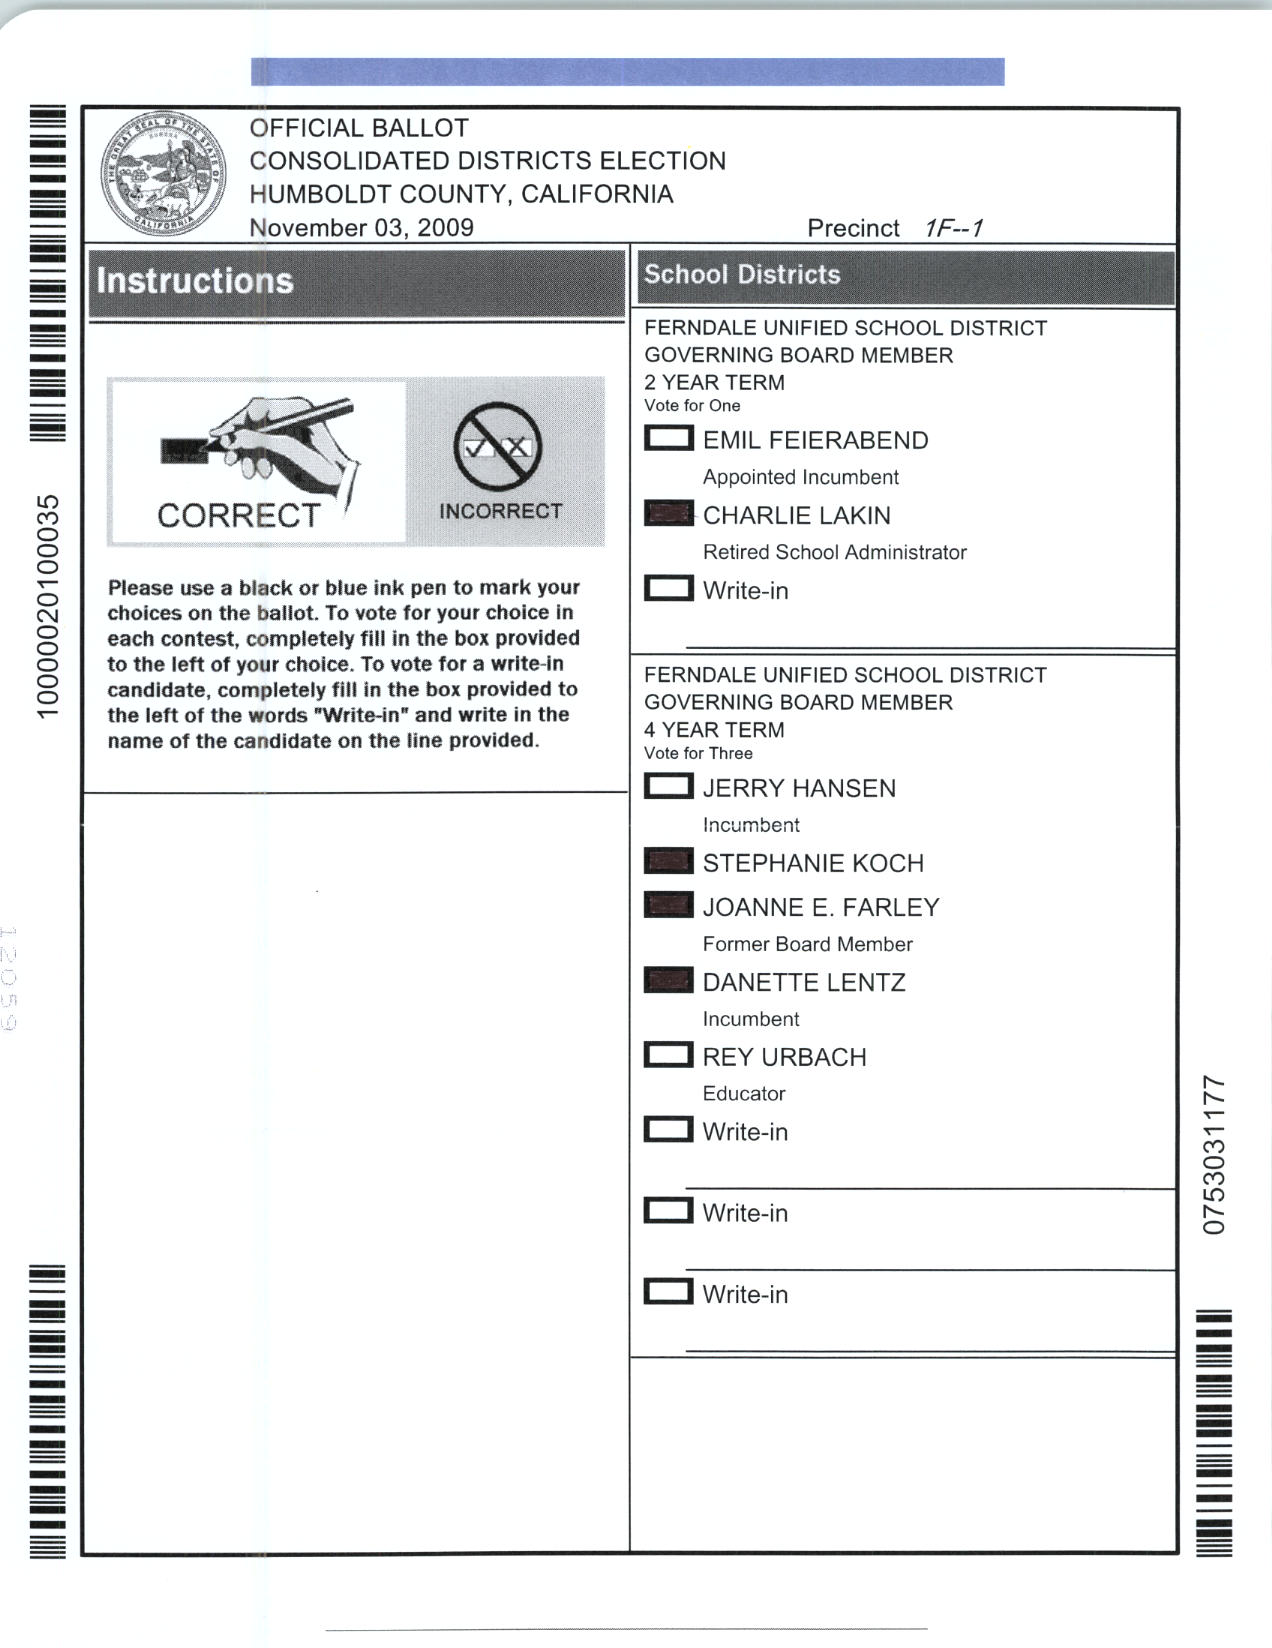 OFFICIAL BALLOT
CONSOLIDATED DISTRICTS ELECTION
HUMBOLDT COUNTY, CALIFORNIA
November 03, 2009
Precinct 1F--1
THE GREAT SEAL OF THE STATE OF CALIFORNIA
EUREKA
Instructions
CORRECT
INCORRECT
Please use a black or blue ink pen to mark your
choices on the ballot. To vote for your choice in
each contest, completely fill in the box provided
to the left of your choice. To vote for a write-in
candidate, completely fill in the box provided to
the left of the words "Write-in" and write in the
name of the candidate on the line provided.
School Districts
FERNDALE UNIFIED SCHOOL DISTRICT
GOVERNING BOARD MEMBER
2 YEAR TERM
Vote for One
EMIL FEIERABEND
Appointed Incumbent
CHARLIE LAKIN
Retired School Administrator
Write-in
FERNDALE UNIFIED SCHOOL DISTRICT
GOVERNING BOARD MEMBER
4 YEAR TERM
Vote for Three
JERRY HANSEN
Incumbent
STEPHANIE KOCH
JOANNE E. FARLEY
Former Board Member
DANETTE LENTZ
Incumbent
REY URBACH
Educator
Write-in
Write-in
Write-in
10000020100035
12059
0753031177